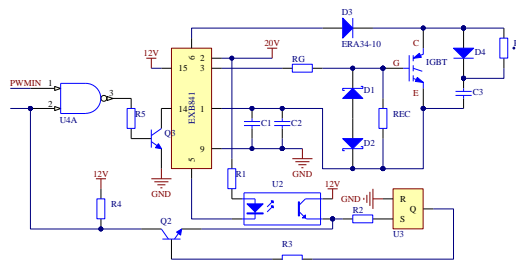 D3
ERA34-10
12V
20V
6 2
15 3
RG
C
G
IGBT
E
D4
C3
PWMIN 1
2
3
U4A
R5
Q3
GND
EXB841
14 1
9
5
C1
C2
GND
D1
D2
REC
12V
R4
R1
U2
12V
Q2
R2
GND
R
Q
S
U3
R3